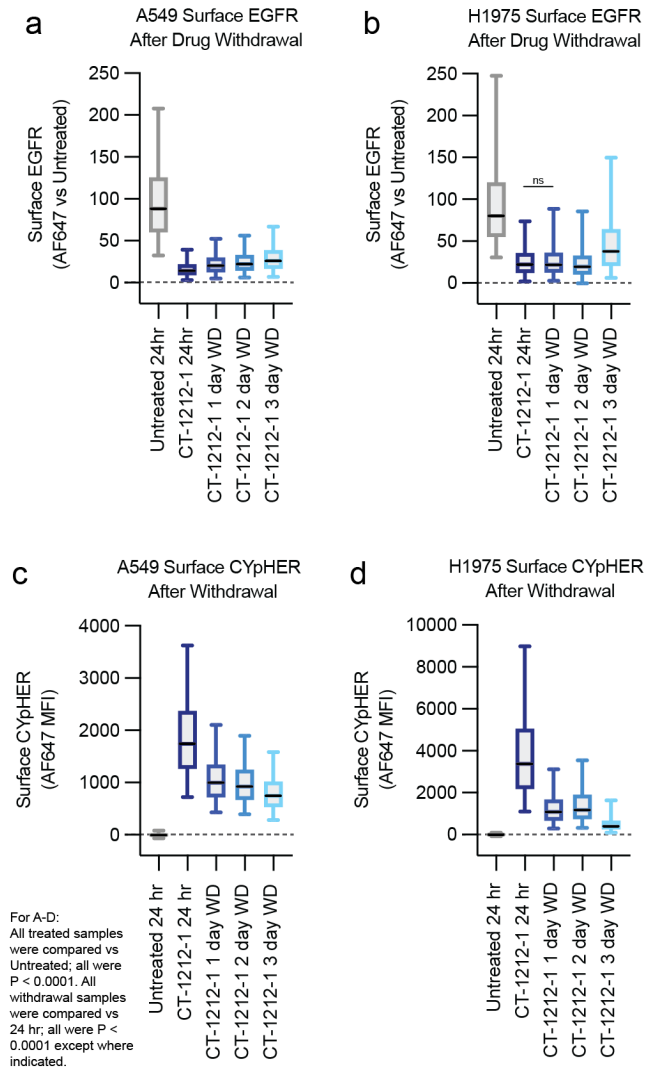 a
A549 Surface EGFR
After Drug Withdrawal
Surface EGFR
(AF647 vs Untreated)
250
200
150
100
50
0
Untreated 24hr
CT-1212-1 24hr
CT-1212-1 1 day WD
CT-1212-1 2 day WD
CT-1212-1 3 day WD
b
H1975 Surface EGFR
After Drug Withdrawal
Surface EGFR
(AF647 vs Untreated)
250
200
150
100
50
0
ns
Untreated 24hr
CT-1212-1 24hr
CT-1212-1 1 day WD
CT-1212-1 2 day WD
CT-1212-1 3 day WD
c
A549 Surface CYpHER
After Withdrawal
Surface CYpHER
(AF647 MFI)
4000
3000
2000
1000
0
Untreated 24 hr
CT-1212-1 24 hr
CT-1212-1 1 day WD
CT-1212-1 2 day WD
CT-1212-1 3 day WD
d
H1975 Surface CYpHER
After Withdrawal
Surface CYpHER
(AF647 MFI)
10000
8000
6000
4000
2000
0
Untreated 24 hr
CT-1212-1 24 hr
CT-1212-1 1 day WD
CT-1212-1 2 day WD
CT-1212-1 3 day WD
For A-D:
All treated samples
were compared vs
Untreated; all were
P < 0.0001. All
withdrawal samples
were compared vs
24 hr; all were P <
0.0001 except where
indicated.